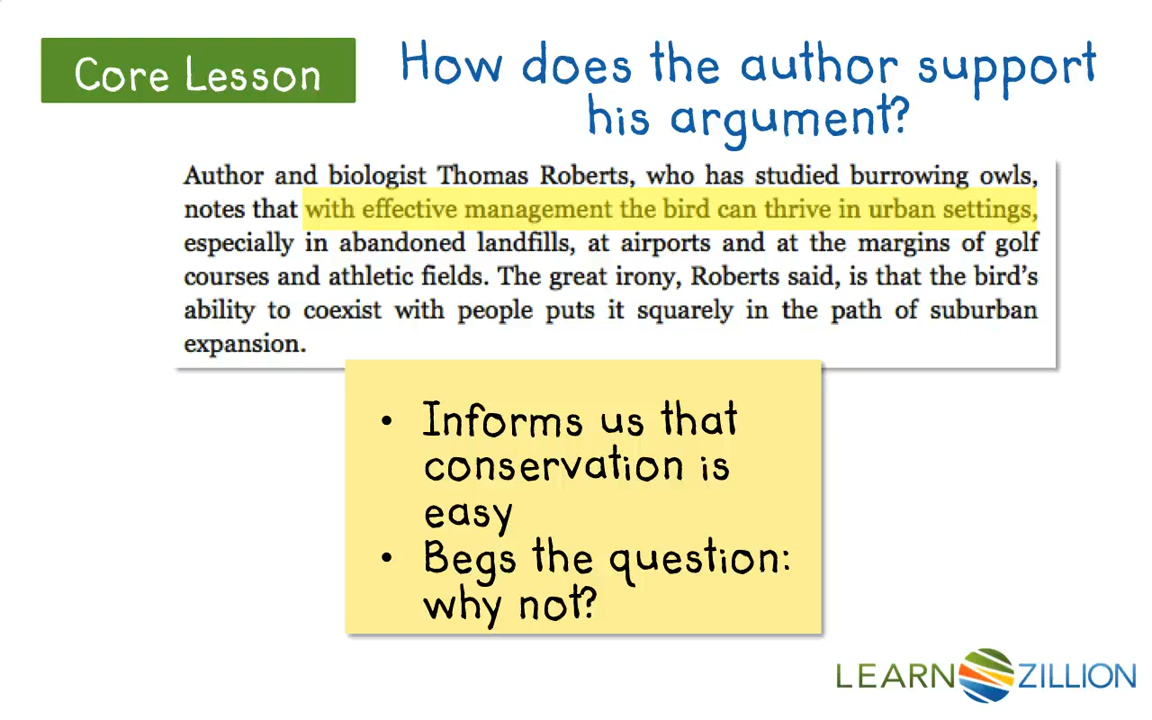 Core Lesson
How does the author support
his argument?
Author and biologist Thomas Roberts, who has studied burrowing owls,
notes that with effective management the bird can thrive in urban settings,
especially in abandoned landfills, at airports and at the margins of golf
courses and athletic fields. The great irony, Roberts said, is that the bird’s
ability to coexist with people puts it squarely in the path of suburban
expansion.
• Informs us that
conservation is
easy
• Begs the question:
why not?
LEARN ZILLION